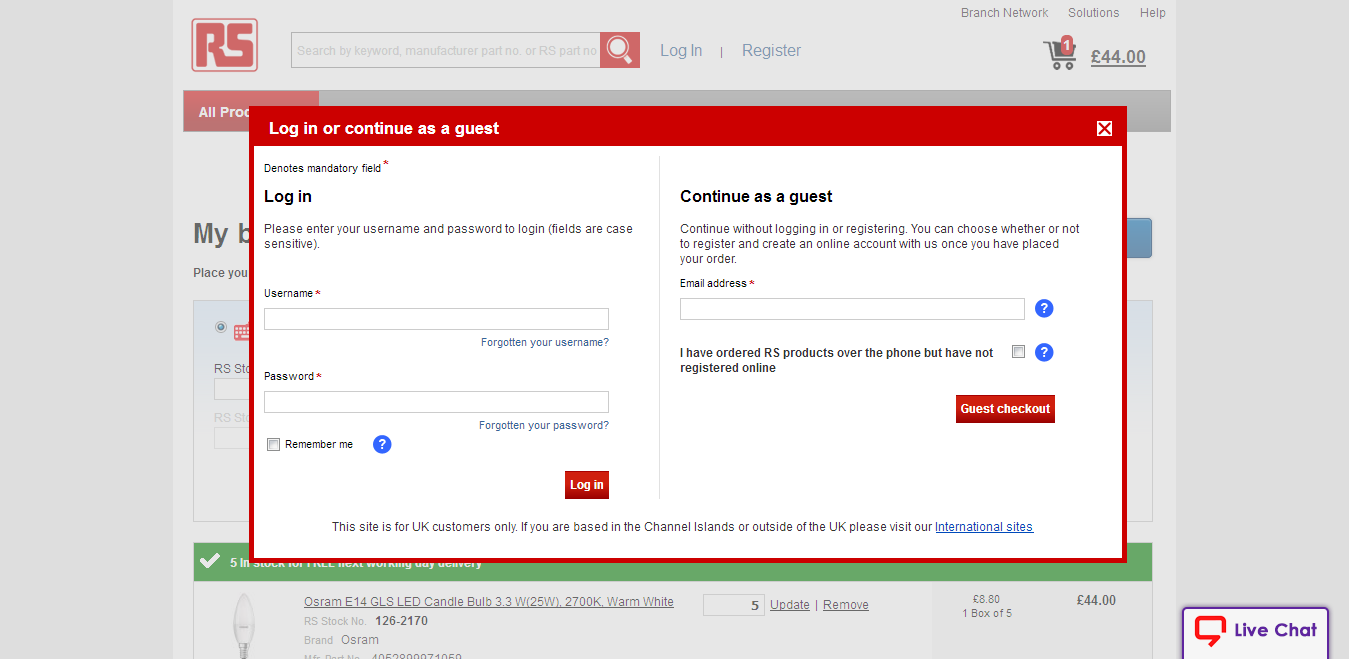 Branch Network Solutions Help
RS
Search by keyword, manufacturer part no. or RS part no
Log In | Register
1
£44.00
All Proc
Log in or continue as a guest
Denotes mandatory field *
Log in
Please enter your username and password to login (fields are case
sensitive).
Username *
Forgotten your username?
Password *
Forgotten your password?
Remember me ?
Log in
Continue as a guest
Continue without logging in or registering. You can choose whether or not
to register and create an online account with us once you have placed
your order.
Email address *
?
I have ordered RS products over the phone but have not
registered online
?
Guest checkout
This site is for UK customers only. If you are based in the Channel Islands or outside of the UK please visit our International sites
My b
Place you
RS Sto
RS Sto
5 In stock for FREE next working day delivery
Osram E14 GLS LED Candle Bulb 3.3 W(25W), 2700K, Warm White
RS Stock No. 126-2170
Brand Osram
Mfr. Part No. 4052899971059
5 Update | Remove
£8.80
1 Box of 5
£44.00
Live Chat